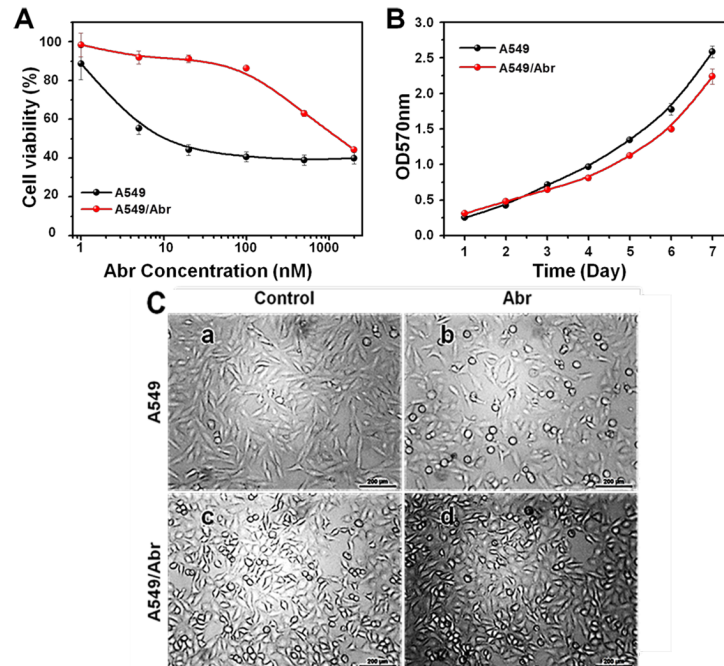 A
100
80
60
40
20
0
Cell viability (%)
A549
A549/Abr
1
10
100
1000
Abr Concentration (nM)
B
3.0
2.5
2.0
1.5
1.0
0.5
0.0
OD570nm
A549
A549/Abr
1 2 3 4 5 6 7
Time (Day)
C
Control
Abr
A549
a
200 µm
b
200 µm
A549/Abr
c
200 µm
d
200 µm